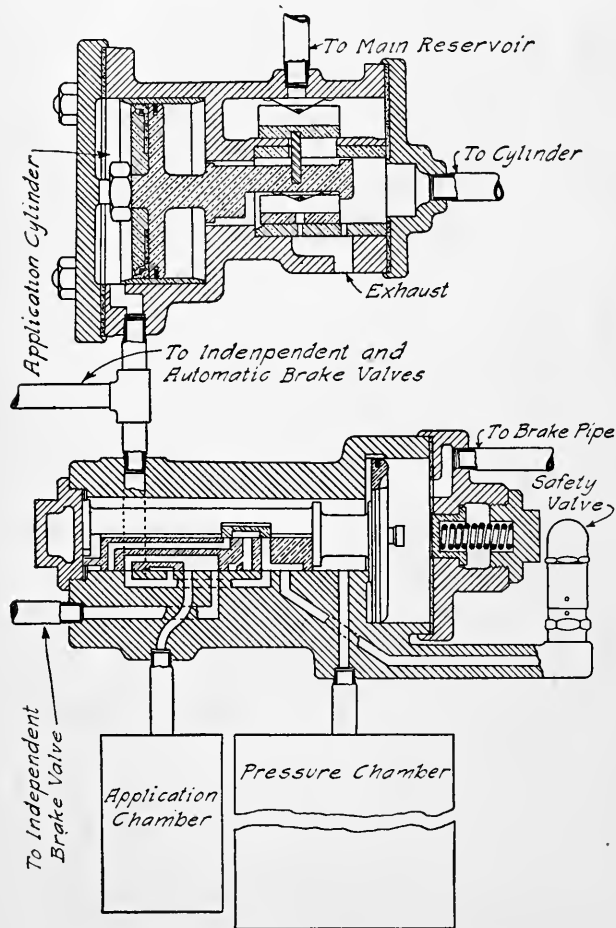 To Main Reservoir
To Cylinder
Application Cylinder
Exhaust
To Indenpendent and
Automatic Brake Valves
To Brake Pipe
Safety
Valve
To Independent
Brake Valve
Application
Chamber
Pressure Chamber